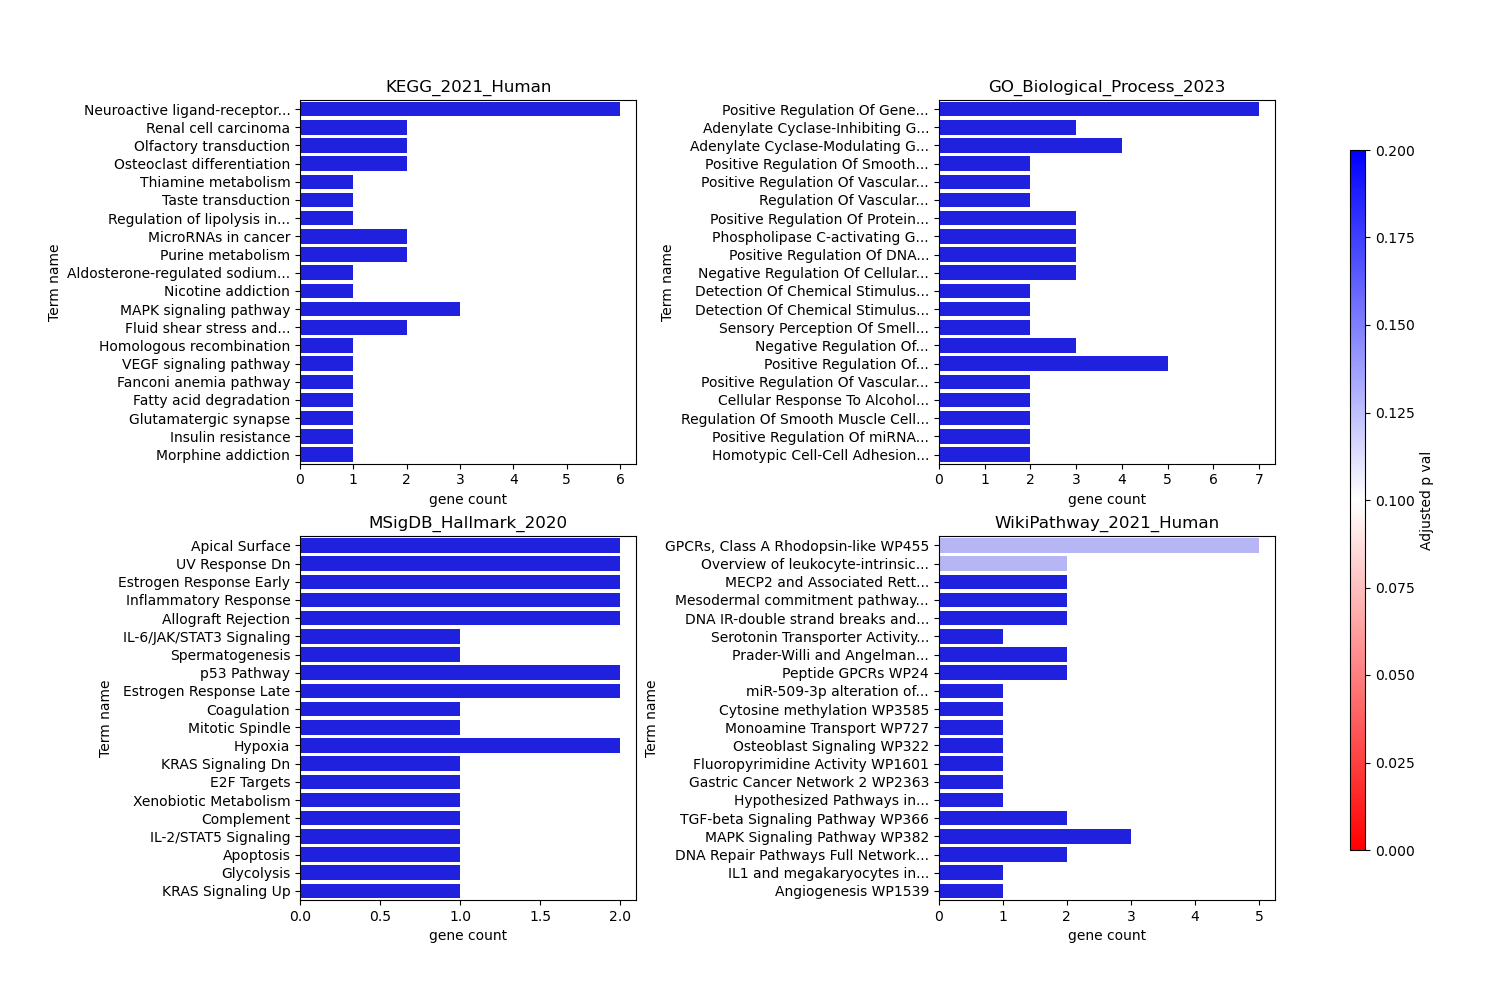 KEGG_2021_Human
Neuroactive ligand-receptor...
Renal cell carcinoma
Olfactory transduction
Osteoclast differentiation
Thiamine metabolism
Taste transduction
Regulation of lipolysis in...
MicroRNAs in cancer
Purine metabolism
Aldosterone-regulated sodium...
Nicotine addiction
MAPK signaling pathway
Fluid shear stress and...
Homologous recombination
VEGF signaling pathway
Fanconi anemia pathway
Fatty acid degradation
Glutamatergic synapse
Insulin resistance
Morphine addiction
Term name
0 1 2 3 4 5 6
gene count
GO_Biological_Process_2023
Positive Regulation Of Gene...
Adenylate Cyclase-Inhibiting G...
Adenylate Cyclase-Modulating G...
Positive Regulation Of Smooth...
Positive Regulation Of Vascular...
Regulation Of Vascular...
Positive Regulation Of Protein...
Phospholipase C-activating G...
Positive Regulation Of DNA...
Negative Regulation Of Cellular...
Detection Of Chemical Stimulus...
Detection Of Chemical Stimulus...
Sensory Perception Of Smell...
Negative Regulation Of...
Positive Regulation Of...
Positive Regulation Of Vascular...
Cellular Response To Alcohol...
Regulation Of Smooth Muscle Cell...
Positive Regulation Of miRNA...
Homotypic Cell-Cell Adhesion...
Term name
0 1 2 3 4 5 6 7
gene count
MSigDB_Hallmark_2020
Apical Surface
UV Response Dn
Estrogen Response Early
Inflammatory Response
Allograft Rejection
IL-6/JAK/STAT3 Signaling
Spermatogenesis
p53 Pathway
Estrogen Response Late
Coagulation
Mitotic Spindle
Hypoxia
KRAS Signaling Dn
E2F Targets
Xenobiotic Metabolism
Complement
IL-2/STAT5 Signaling
Apoptosis
Glycolysis
KRAS Signaling Up
Term name
0.0 0.5 1.0 1.5 2.0
gene count
WikiPathway_2021_Human
GPCRs, Class A Rhodopsin-like WP455
Overview of leukocyte-intrinsic...
MECP2 and Associated Rett...
Mesodermal commitment pathway...
DNA IR-double strand breaks and...
Serotonin Transporter Activity...
Prader-Willi and Angelman...
Peptide GPCRs WP24
miR-509-3p alteration of...
Cytosine methylation WP3585
Monoamine Transport WP727
Osteoblast Signaling WP322
Fluoropyrimidine Activity WP1601
Gastric Cancer Network 2 WP2363
Hypothesized Pathways in...
TGF-beta Signaling Pathway WP366
MAPK Signaling Pathway WP382
DNA Repair Pathways Full Network...
IL1 and megakaryocytes in...
Angiogenesis WP1539
Term name
0 1 2 3 4 5
gene count
0.200
0.175
0.150
0.125
0.100
0.075
0.050
0.025
0.000
Adjusted p val